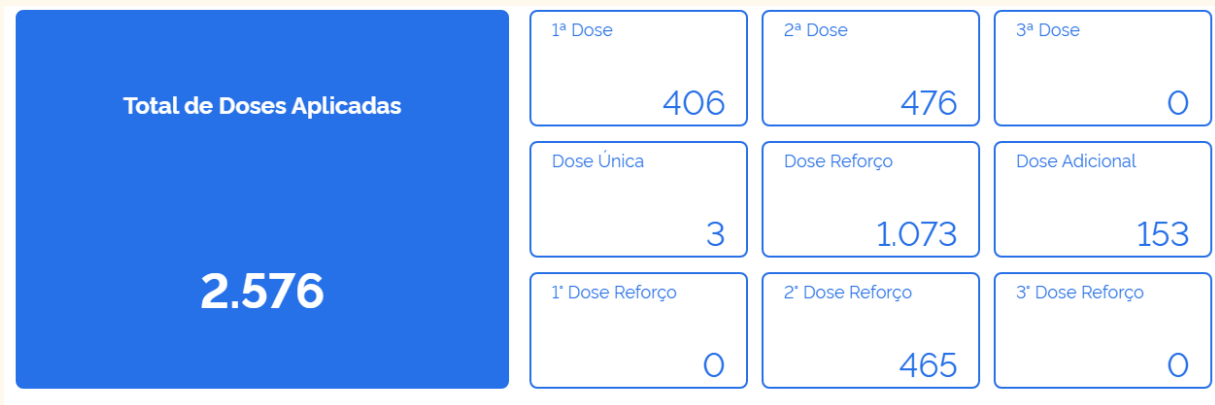 Total de Doses Aplicadas
2.576
1ª Dose
406
2ª Dose
476
3ª Dose
0
Dose Única
3
Dose Reforço
1.073
Dose Adicional
153
1° Dose Reforço
0
2° Dose Reforço
465
3° Dose Reforço
0